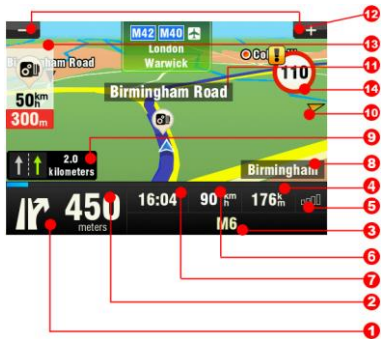 −
+
12
M42 M40
London
Warwick
13
Birmingham Road
Co
!
110
11
50 km h
300m
Birmingham Road
14
10
9
2.0
kilometers
Birmingham
8
450
meters
16:04
90 km h
176 k m
4
5
M6
3
6
7
2
1